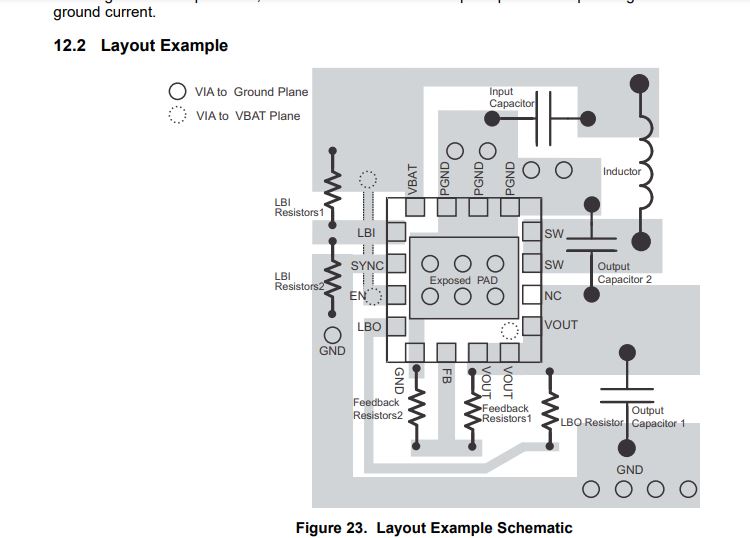 ground current.
12.2 Layout Example
VIA to Ground Plane
VIA to VBAT Plane
Input
Capacitor
Inductor
VBAT
PGND
PGND
PGND
LBI
Resistors1
LBI
SW
SYNC
SW
Output
Capacitor 2
LBI
Resistors2
Exposed PAD
EN
NC
LBO
VOUT
GND
GND
FB
VOUT
VOUT
Feedback
Resistors2
Feedback
Resistors1
LBO Resistor
Output
Capacitor 1
GND
Figure 23. Layout Example Schematic